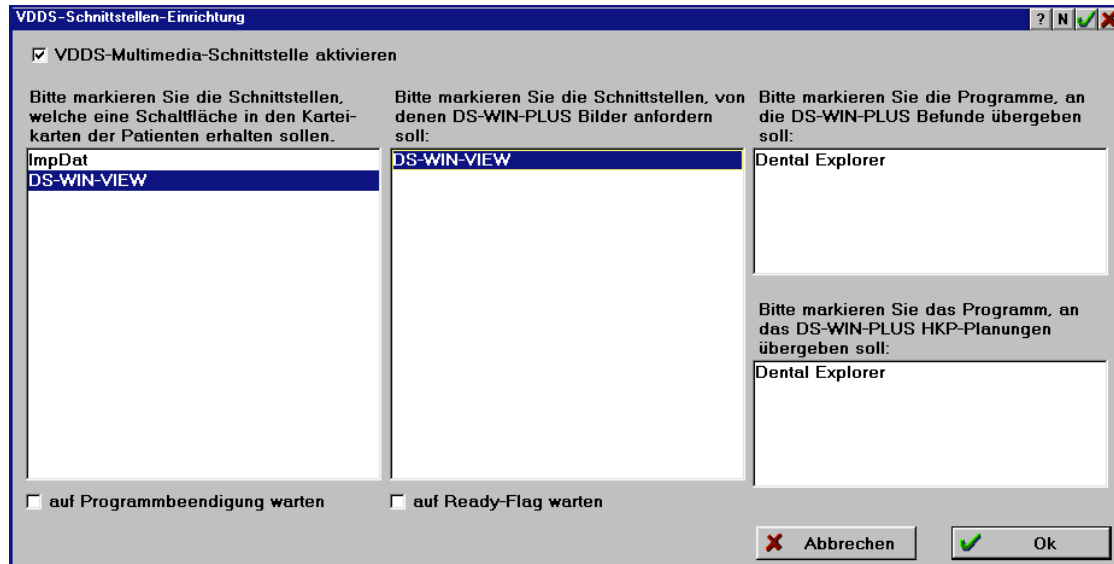 VDDS-Schnittstellen-Einrichtung
? N
VDDS-Multimedia-Schnittstelle aktivieren
Bitte markieren Sie die Schnittstellen,
welche eine Schaltfläche in den Kartei-
karten der Patienten erhalten sollen.
ImpDat
DS-WIN-VIEW
auf Programmbeendigung warten
Bitte markieren Sie die Schnittstellen, von
denen DS-WIN-PLUS Bilder anfordern
soll:
DS-WIN-VIEW
auf Ready-Flag warten
Bitte markieren Sie die Programme, an
die DS-WIN-PLUS Befunde übergeben
soll:
Dental Explorer
Bitte markieren Sie das Programm, an
das DS-WIN-PLUS HKP-Planungen
übergeben soll:
Dental Explorer
Abbrechen
Ok